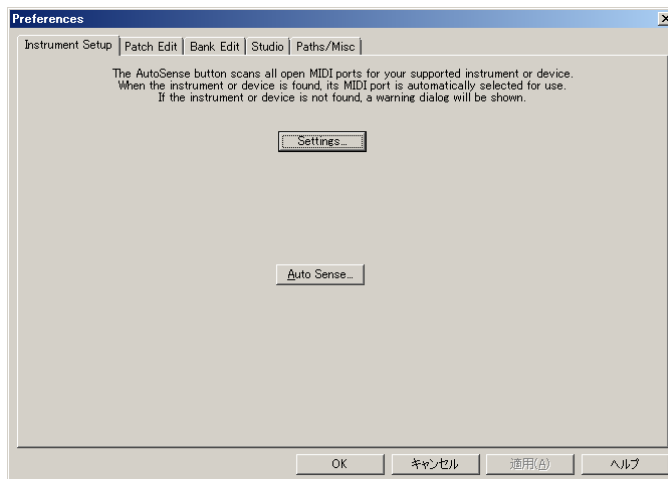 Preferences
Instrument Setup Patch Edit Bank Edit Studio Paths/Misc
The AutoSense button scans all open MIDI ports for your supported instrument or device.
When the instrument or device is found, its MIDI port is automatically selected for use.
If the instrument or device is not found, a warning dialog will be shown.
Settings...
Auto Sense...
OK キャンセル 適用(A) ヘルプ